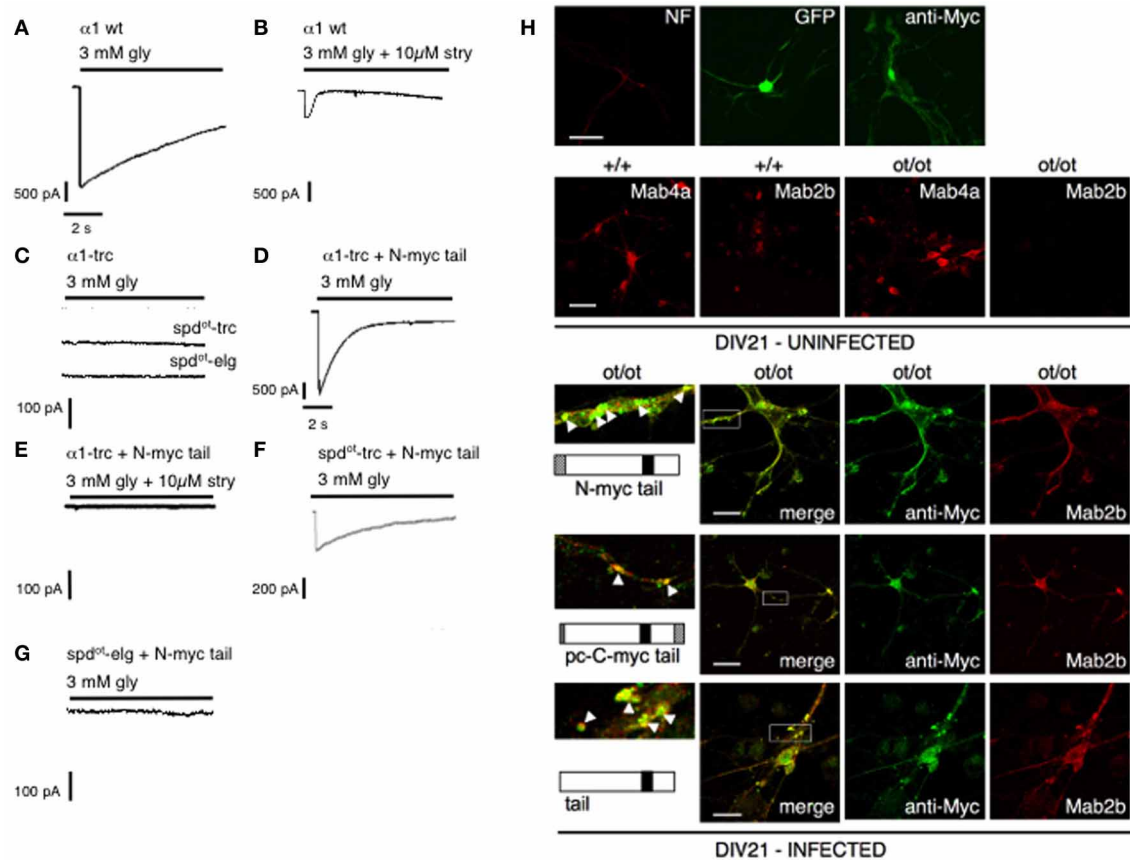 A
α1 wt
3 mM gly
500 pA
2 s
B
α1 wt
3 mM gly + 10μM stry
500 pA
C
α1-trc
3 mM gly
spdᵒᵗ-trc
spdᵒᵗ-elg
100 pA
D
α1-trc + N-myc tail
3 mM gly
500 pA
2 s
E
α1-trc + N-myc tail
3 mM gly + 10μM stry
100 pA
F
spdᵒᵗ-trc + N-myc tail
3 mM gly
200 pA
G
spdᵒᵗ-elg + N-myc tail
3 mM gly
100 pA
H
NF
GFP
anti-Myc
+/+
+/+
ot/ot
ot/ot
Mab4a
Mab2b
Mab4a
Mab2b
DIV21 - UNINFECTED
ot/ot
ot/ot
ot/ot
ot/ot
N-myc tail
merge
anti-Myc
Mab2b
pc-C-myc tail
merge
anti-Myc
Mab2b
tail
merge
anti-Myc
Mab2b
DIV21 - INFECTED